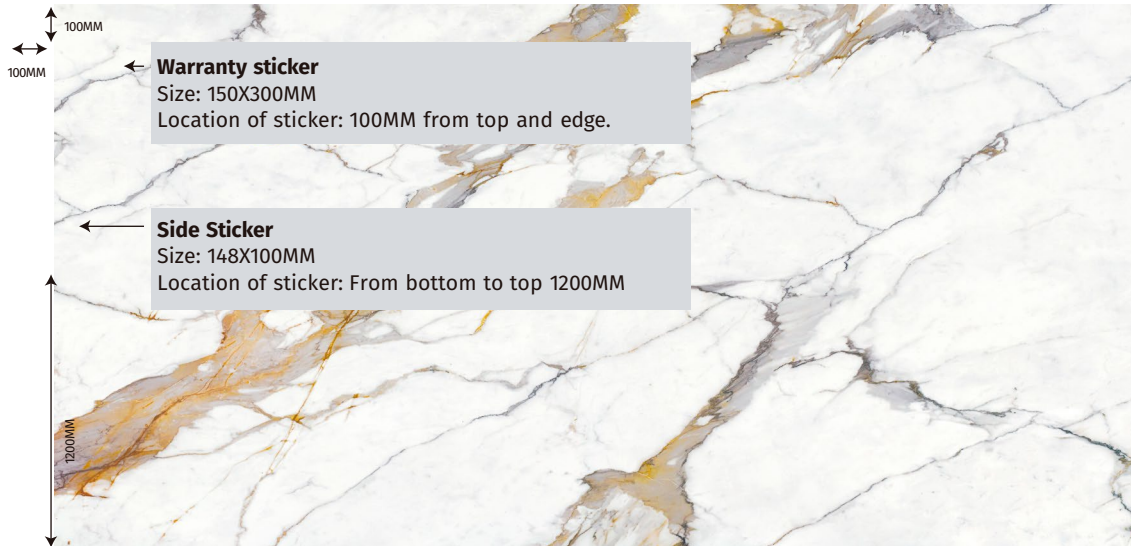 100MM
100MM
Warranty sticker
Size: 150X300MM
Location of sticker: 100MM from top and edge.
Side Sticker
Size: 148X100MM
Location of sticker: From bottom to top 1200MM
1200MM